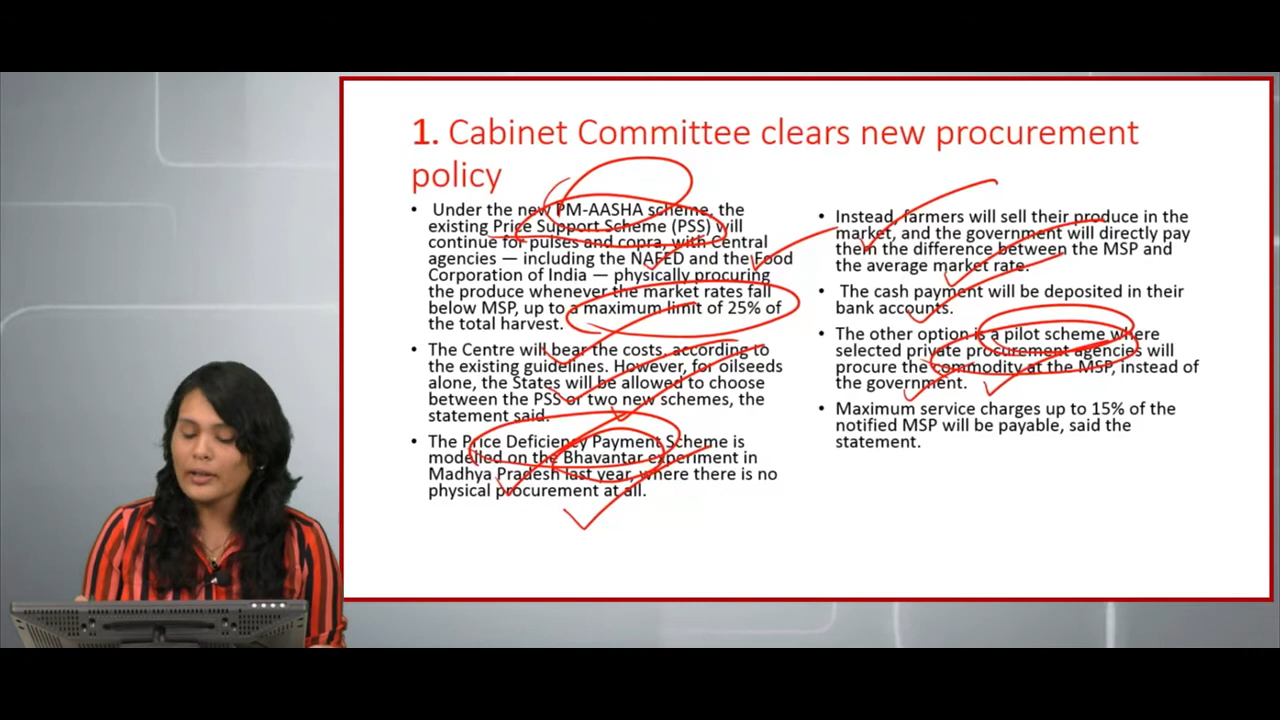 1. Cabinet Committee clears new procurement
policy
• Under the new PM-AASHA scheme, the
existing Price Support Scheme (PSS) will
continue for pulses and copra, with Central
agencies — including the NAFED and the Food
Corporation of India — physically procuring
the produce whenever the market rates fall
below MSP, up to a maximum limit of 25% of
the total harvest.
• The Centre will bear the costs, according to
the existing guidelines. However, for oilseeds
alone, the States will be allowed to choose
between the PSS or two new schemes, the
statement said.
• The Price Deficiency Payment Scheme is
modelled on the Bhavantar experiment in
Madhya Pradesh last year, where there is no
physical procurement at all.
• Instead, farmers will sell their produce in the
market, and the government will directly pay
them the difference between the MSP and
the average market rate.
• The cash payment will be deposited in their
bank accounts.
• The other option is a pilot scheme where
selected private procurement agencies will
procure the commodity at the MSP, instead of
the government.
• Maximum service charges up to 15% of the
notified MSP will be payable, said the
statement.